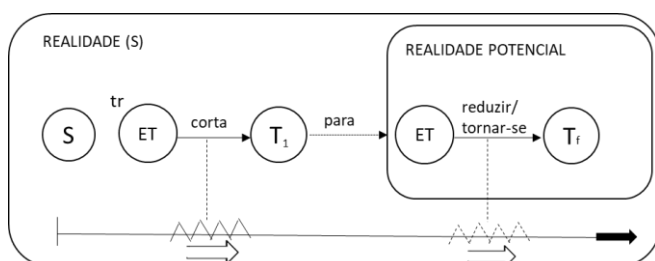 REALIDADE (S)
REALIDADE POTENCIAL
S
tr
ET
corta
T₁
para
ET
reduzir/
tornar-se
Tf